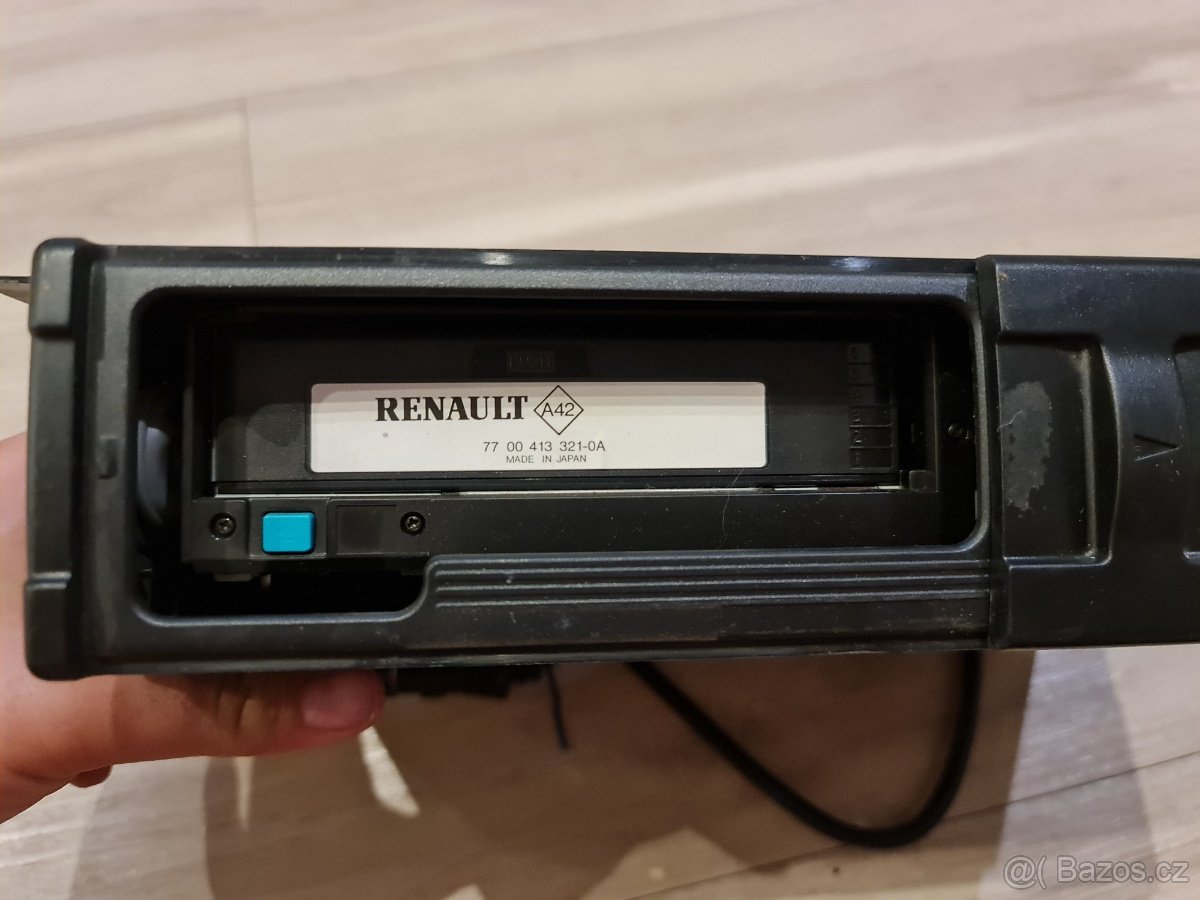 RENAULT A42
77 00 413 321-0A
MADE IN JAPAN
@( Bazos.cz